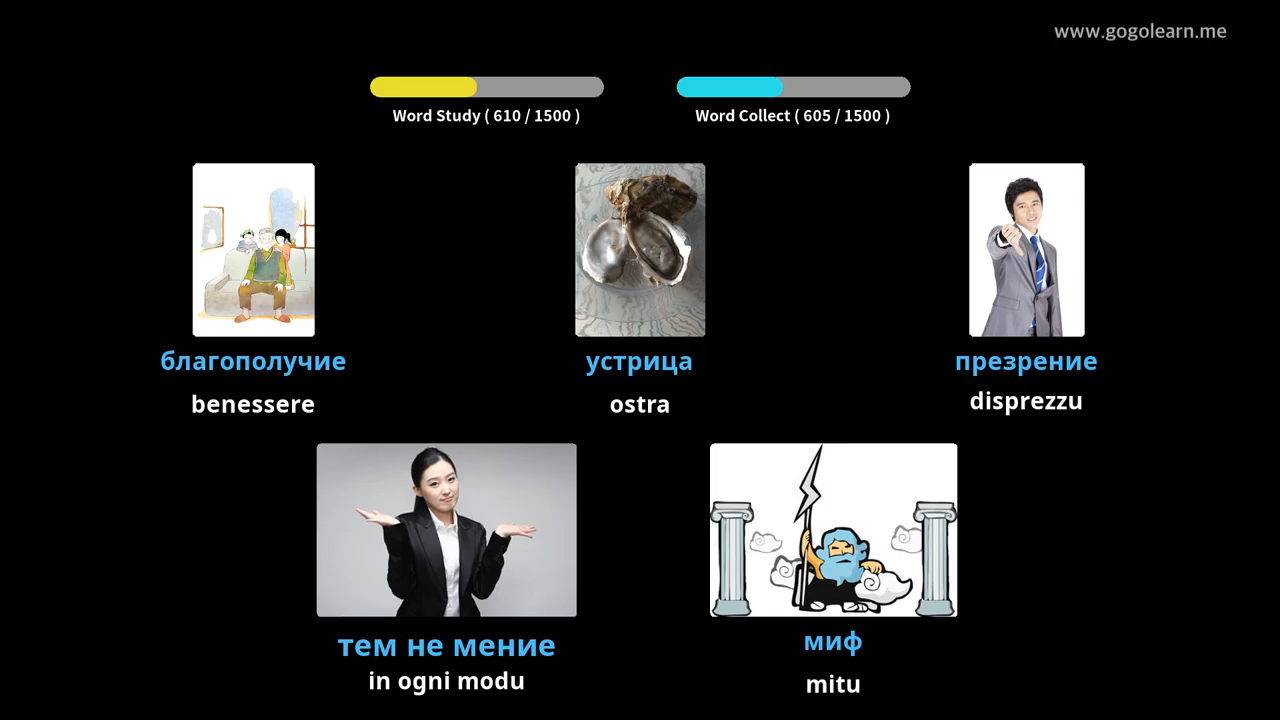 www.gogolearn.me
Word Study ( 610 / 1500 )
Word Collect ( 605 / 1500 )
благополучие
benessere
устрица
ostra
презрение
disprezzu
тем не мение
in ogni modu
миф
mitu